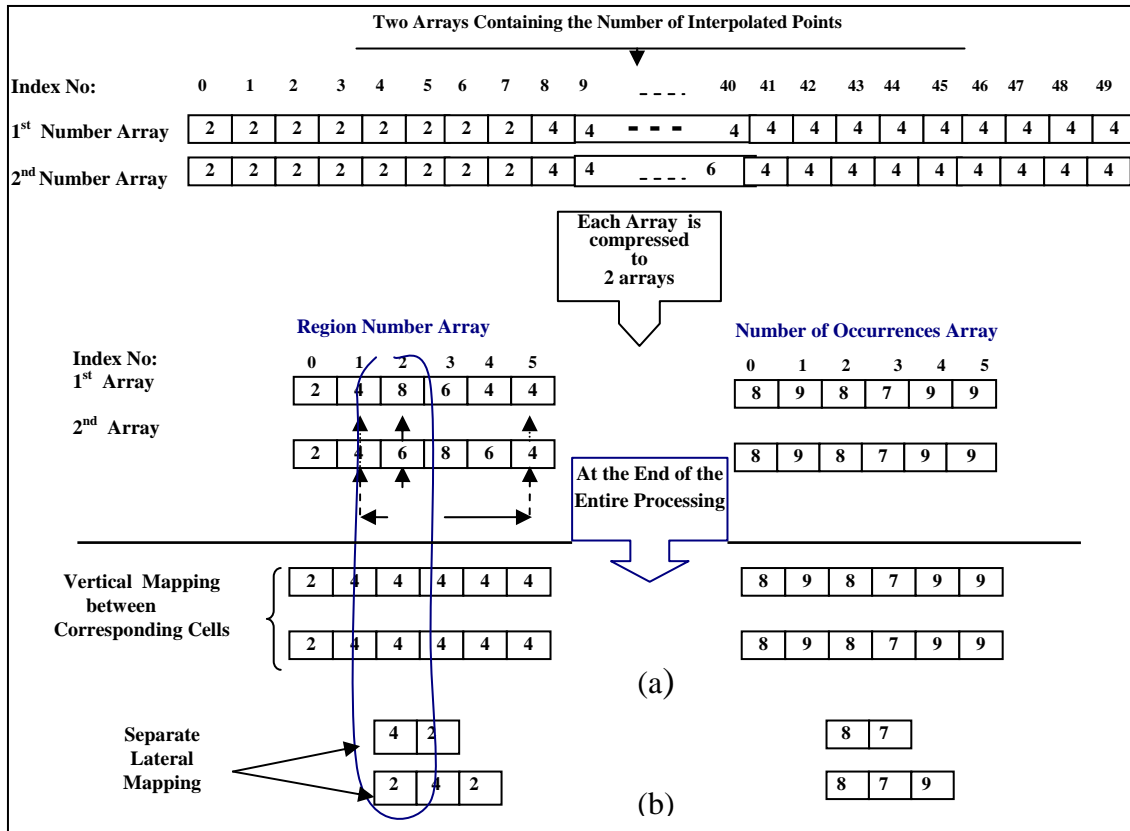 Two Arrays Containing the Number of Interpolated Points
Index No: 0 1 2 3 4 5 6 7 8 9 - - - - 40 41 42 43 44 45 46 47 48 49
1st Number Array 2 2 2 2 2 2 2 2 4 4 - - - 4 4 4 4 4 4 4 4 4 4
2nd Number Array 2 2 2 2 2 2 2 2 4 4 - - - - 6 4 4 4 4 4 4 4 4 4
Each Array is
compressed
to
2 arrays
Region Number Array
Number of Occurrences Array
Index No: 0 1 2 3 4 5
0 1 2 3 4 5
1st Array 2 4 8 6 4 4
8 9 8 7 9 9
2nd Array
2 4 6 8 6 4
8 9 8 7 9 9
At the End of the
Entire Processing
Vertical Mapping
between
Corresponding Cells
2 4 4 4 4 4
8 9 8 7 9 9
2 4 4 4 4 4
8 9 8 7 9 9
(a)
Separate
Lateral
Mapping
4 2
8 7
2 4 2
8 7 9
(b)